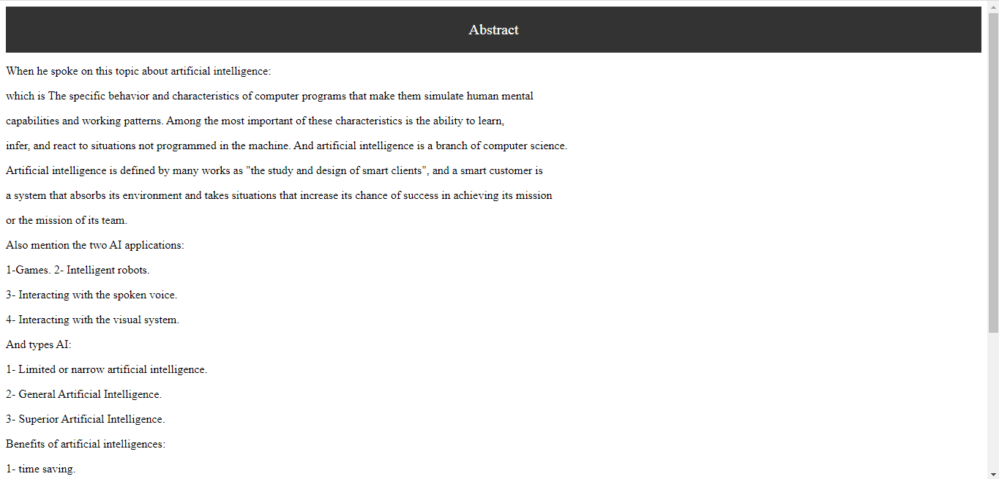 Abstract
When he spoke on this topic about artificial intelligence:
which is The specific behavior and characteristics of computer programs that make them simulate human mental
capabilities and working patterns. Among the most important of these characteristics is the ability to learn,
infer, and react to situations not programmed in the machine. And artificial intelligence is a branch of computer science.
Artificial intelligence is defined by many works as "the study and design of smart clients", and a smart customer is
a system that absorbs its environment and takes situations that increase its chance of success in achieving its mission
or the mission of its team.
Also mention the two AI applications:
1-Games. 2- Intelligent robots.
3- Interacting with the spoken voice.
4- Interacting with the visual system.
And types AI:
1- Limited or narrow artificial intelligence.
2- General Artificial Intelligence.
3- Superior Artificial Intelligence.
Benefits of artificial intelligences:
1- time saving.